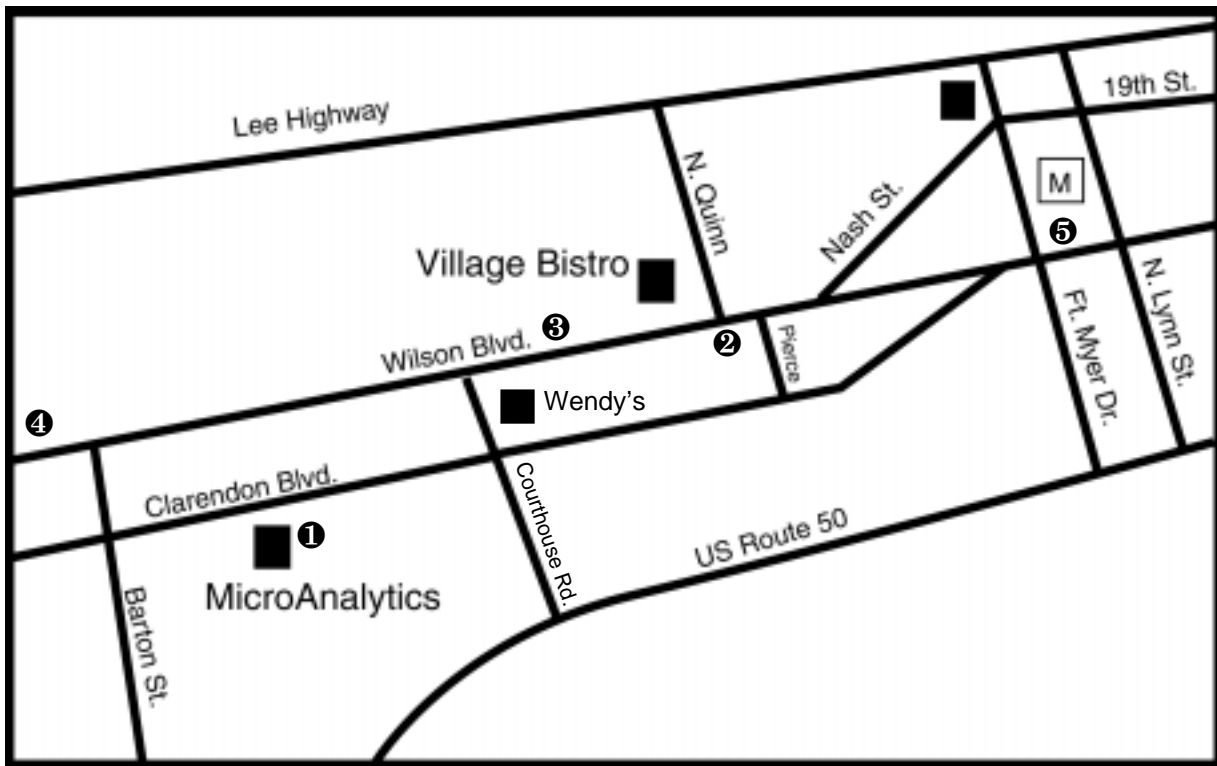 19th St.
Lee Highway
N. Quinn
M
Nash St.
❺
Village Bistro
N. Lynn St.
Ft. Myer Dr.
❸
Wilson Blvd.
❷
Pierce
Wendy's
❹
Clarendon Blvd.
Courthouse Rd.
❶
US Route 50
MicroAnalytics
Barton St.